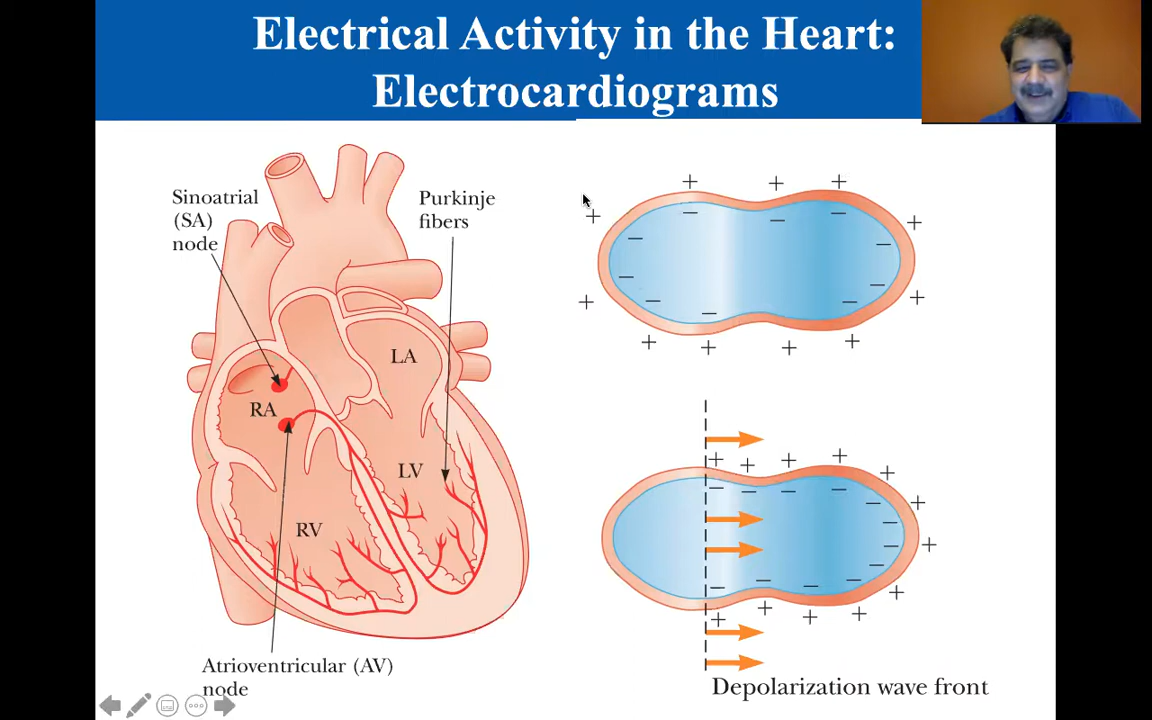 Electrical Activity in the Heart:
Electrocardiograms
Sinoatrial
(SA)
node
Purkinje
fibers
LA
RA
LV
RV
Atrioventricular (AV)
node
Depolarization wave front